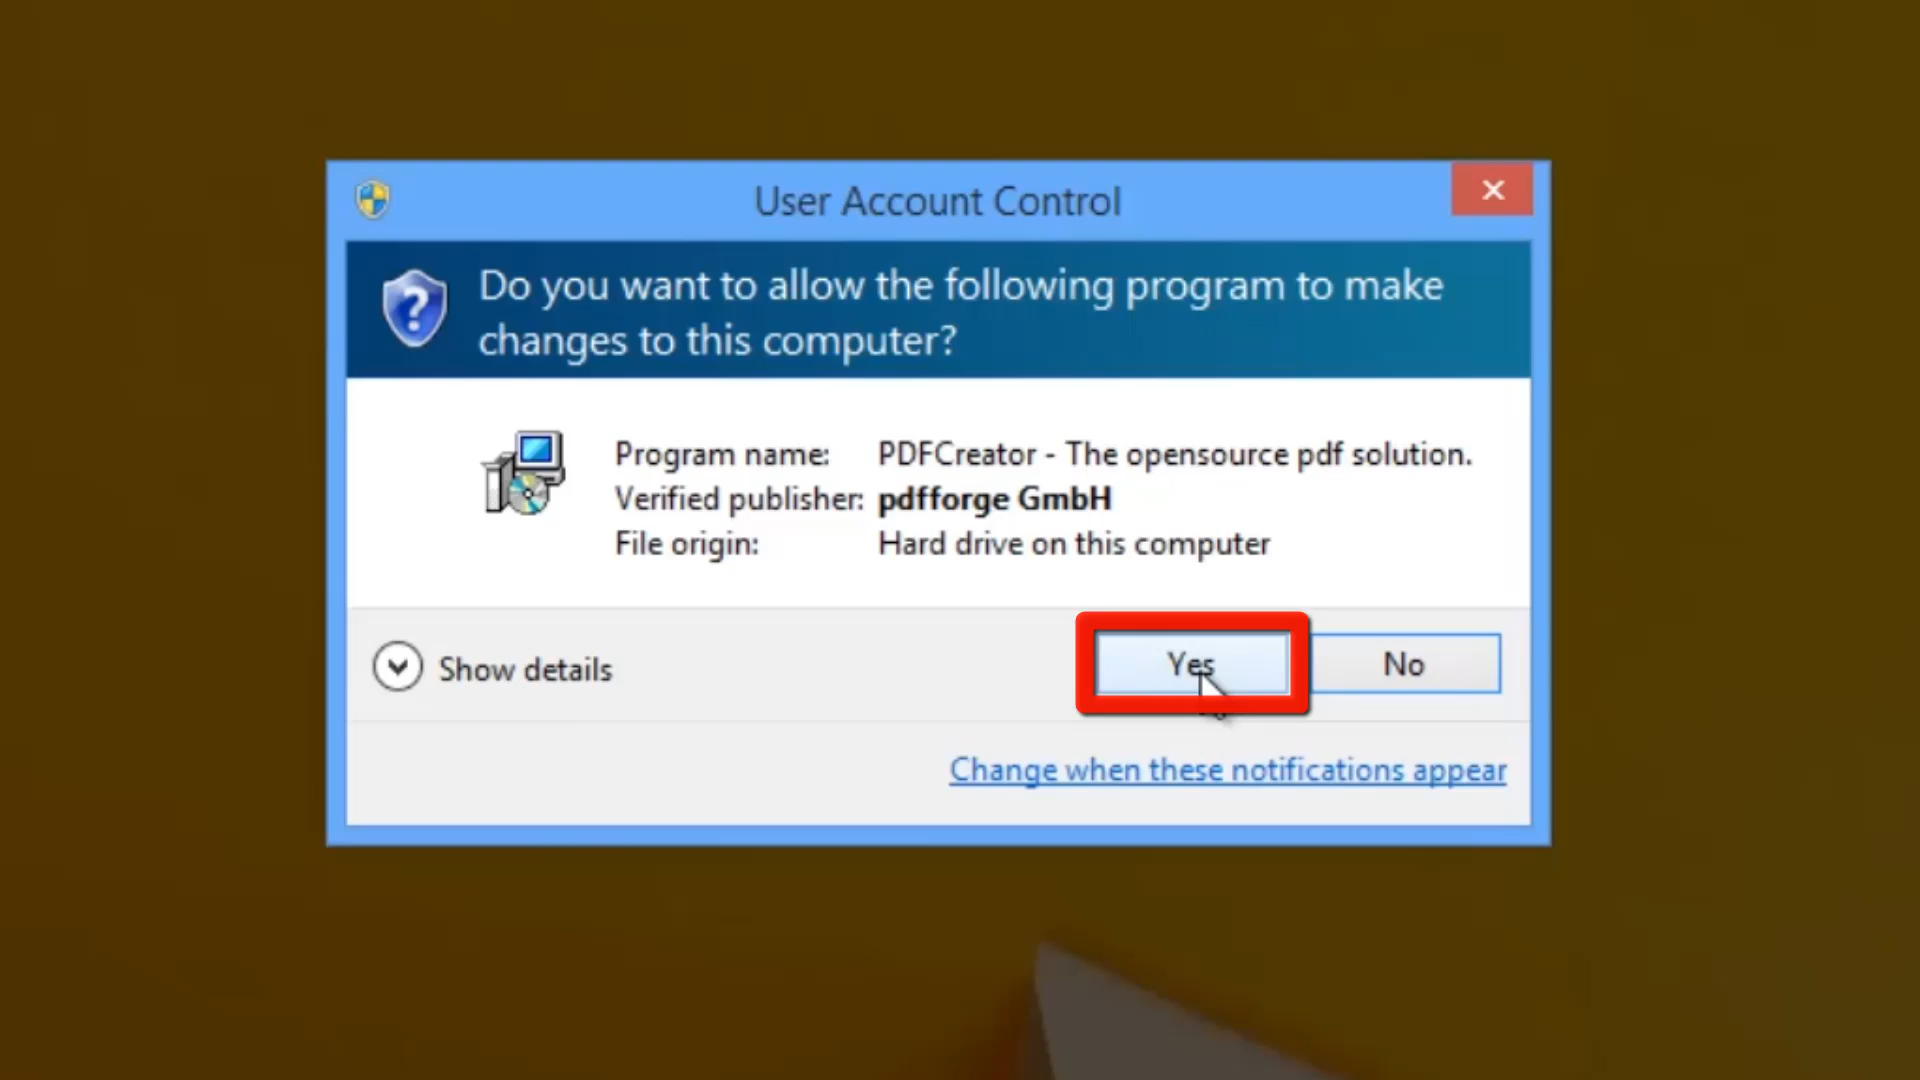 User Account Control
Do you want to allow the following program to make
changes to this computer?
Program name: PDFCreator - The opensource pdf solution.
Verified publisher: pdfforge GmbH
File origin: Hard drive on this computer
Show details
Yes
No
Change when these notifications appear